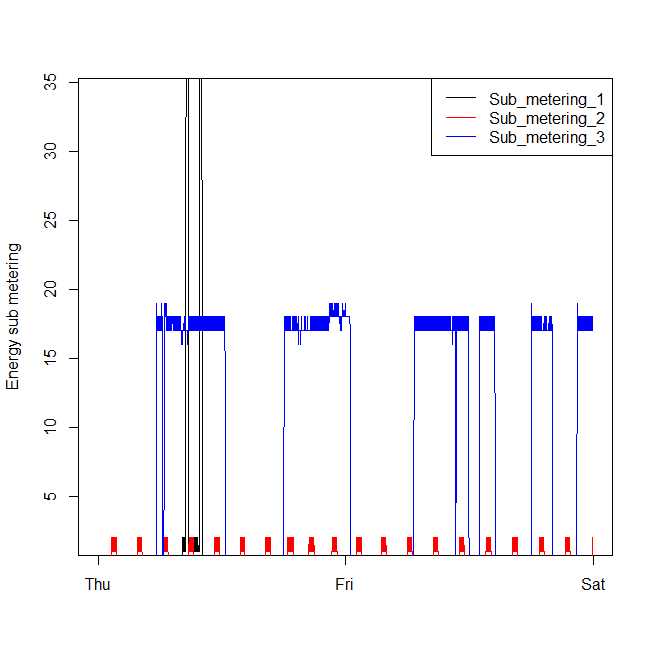 Sub_metering_1
Sub_metering_2
Sub_metering_3
Energy sub metering
35
30
25
20
15
10
5
Thu Fri Sat